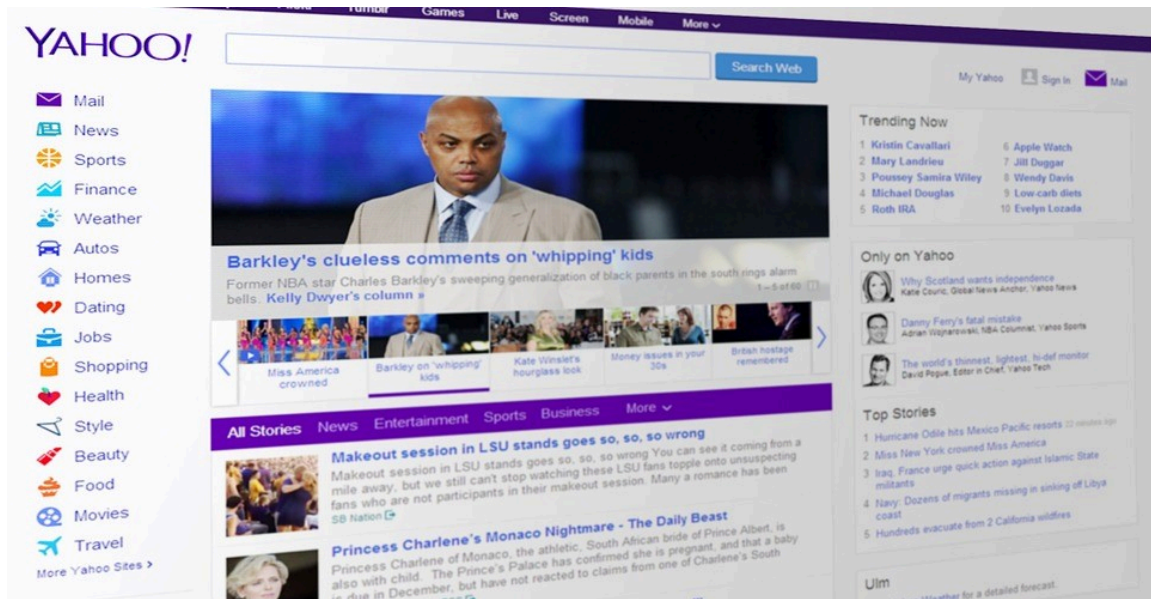 Tumblr Games Live Screen Mobile More
YAHOO!
Search Web
My Yahoo Sign In Mail
Mail
News
Sports
Finance
Weather
Autos
Homes
Dating
Jobs
Shopping
Health
Style
Beauty
Food
Movies
Travel
More Yahoo Sites >
Barkley's clueless comments on 'whipping' kids
Former NBA star Charles Barkley's sweeping generalization of black parents in the south rings alarm
bells. Kelly Dwyer's column »
1 – 5 of 60
Miss America
crowned
Barkley on 'whipping'
kids
Kate Winslet's
hourglass look
Money issues in your
30s
British hostage
remembered
All Stories News Entertainment Sports Business More
Makeout session in LSU stands goes so, so, so wrong
Makeout session in LSU stands goes so, so, so wrong You can see it coming from a
mile away, but we still can't stop watching these LSU fans topple onto unsuspecting
fans who are not participants in their makeout session. Many a romance has been
SB Nation
Princess Charlene's Monaco Nightmare - The Daily Beast
Princess Charlene of Monaco, the athletic, South African bride of Prince Albert, is
also with child. The Prince's Palace has confirmed she is pregnant, and that a baby
is due in December, but have not reacted to claims from one of Charlene's South
Trending Now
1 Kristin Cavallari
2 Mary Landrieu
3 Poussey Samira Wiley
4 Michael Douglas
5 Roth IRA
6 Apple Watch
7 Jill Duggar
8 Wendy Davis
9 Low-carb diets
10 Evelyn Lozada
Only on Yahoo
Why Scotland wants independence
Katie Couric, Global News Anchor, Yahoo News
Danny Ferry's fatal mistake
Adrian Wojnarowski, NBA Columnist, Yahoo Sports
The world's thinnest, lightest, hi-def monitor
David Pogue, Editor in Chief, Yahoo Tech
Top Stories
1 Hurricane Odile hits Mexico Pacific resorts 22 minutes ago
2 Miss New York crowned Miss America
3 Iraq, France urge quick action against Islamic State
militants
4 Navy: Dozens of migrants missing in sinking off Libya
coast
5 Hundreds evacuate from 2 California wildfires
Ulm
Weather for a detailed forecast.